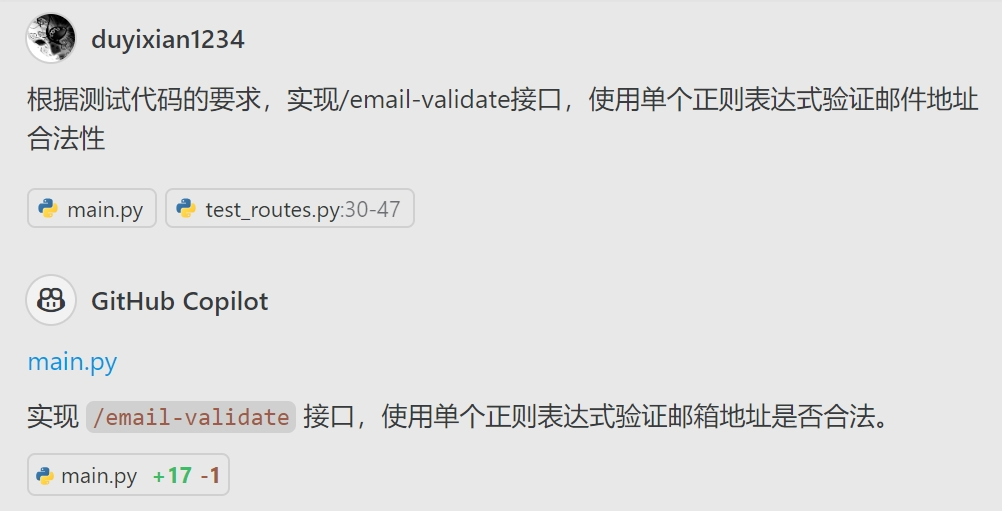 duyixian1234
根据测试代码的要求，实现/email-validate接口，使用单个正则表达式验证邮件地址
合法性
main.py test_routes.py:30-47
GitHub Copilot
main.py
实现 /email-validate 接口，使用单个正则表达式验证邮箱地址是否合法。
main.py +17 -1